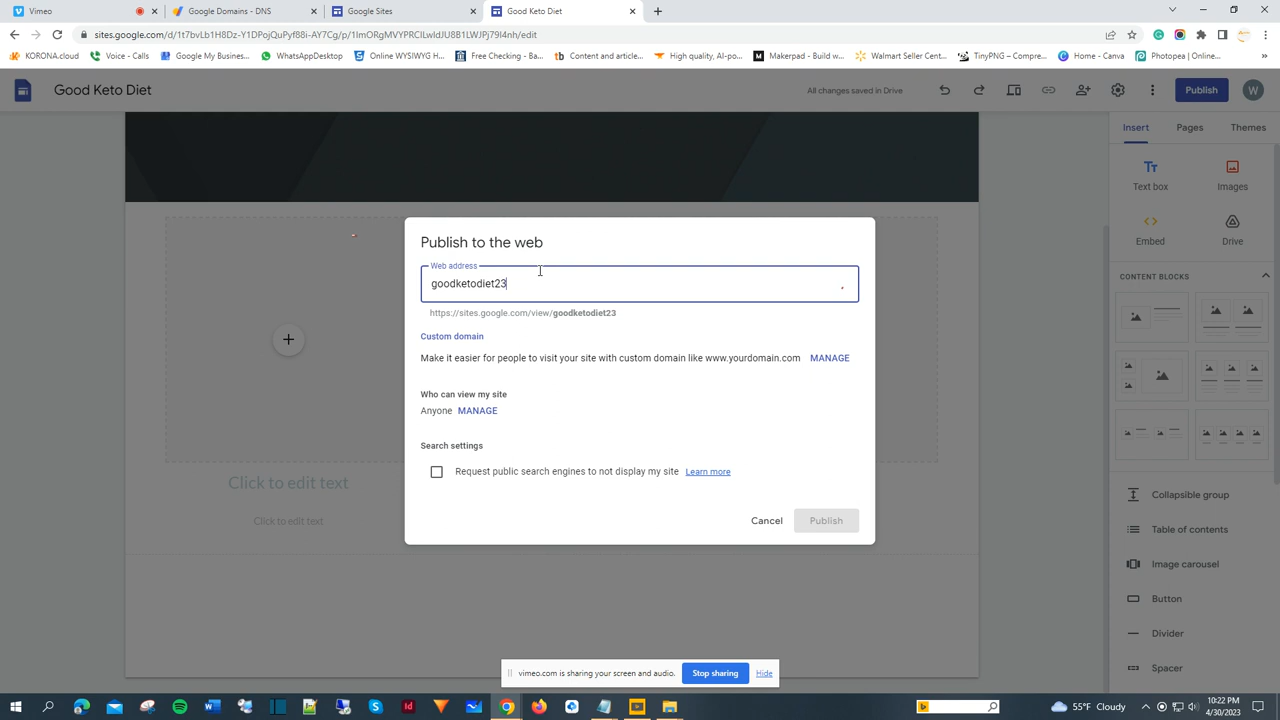 Vimeo
Google Domains - DNS
Google Sites
Good Keto Diet
sites.google.com/d/1t7bvLb1H8Dz-Y1DPojQuPyf88i-AY7Cg/p/1ImORgMVYPRCILwIdJU8B1LWJPj79I4nh/edit
KORONA.cloud
Voice - Calls
Google My Busines...
WhatsAppDesktop
Online WYSIWYG H...
Free Checking - Ba...
Content and article...
High quality, AI-po...
Makerpad - Build w...
Walmart Seller Cent...
TinyPNG – Compre...
Home - Canva
Photopea | Online...
Good Keto Diet
All changes saved in Drive
Publish
W
Insert
Pages
Themes
Text box
Images
Embed
Drive
CONTENT BLOCKS
Collapsible group
Table of contents
Image carousel
Button
Divider
Spacer
Publish to the web
Web address
goodketodiet23
https://sites.google.com/view/goodketodiet23
Custom domain
Make it easier for people to visit your site with custom domain like www.yourdomain.com MANAGE
Who can view my site
Anyone MANAGE
Search settings
Request public search engines to not display my site Learn more
Cancel
Publish
Click to edit text
Click to edit text
vimeo.com is sharing your screen and audio.
Stop sharing
Hide
55°F Cloudy
10:22 PM
4/30/2023